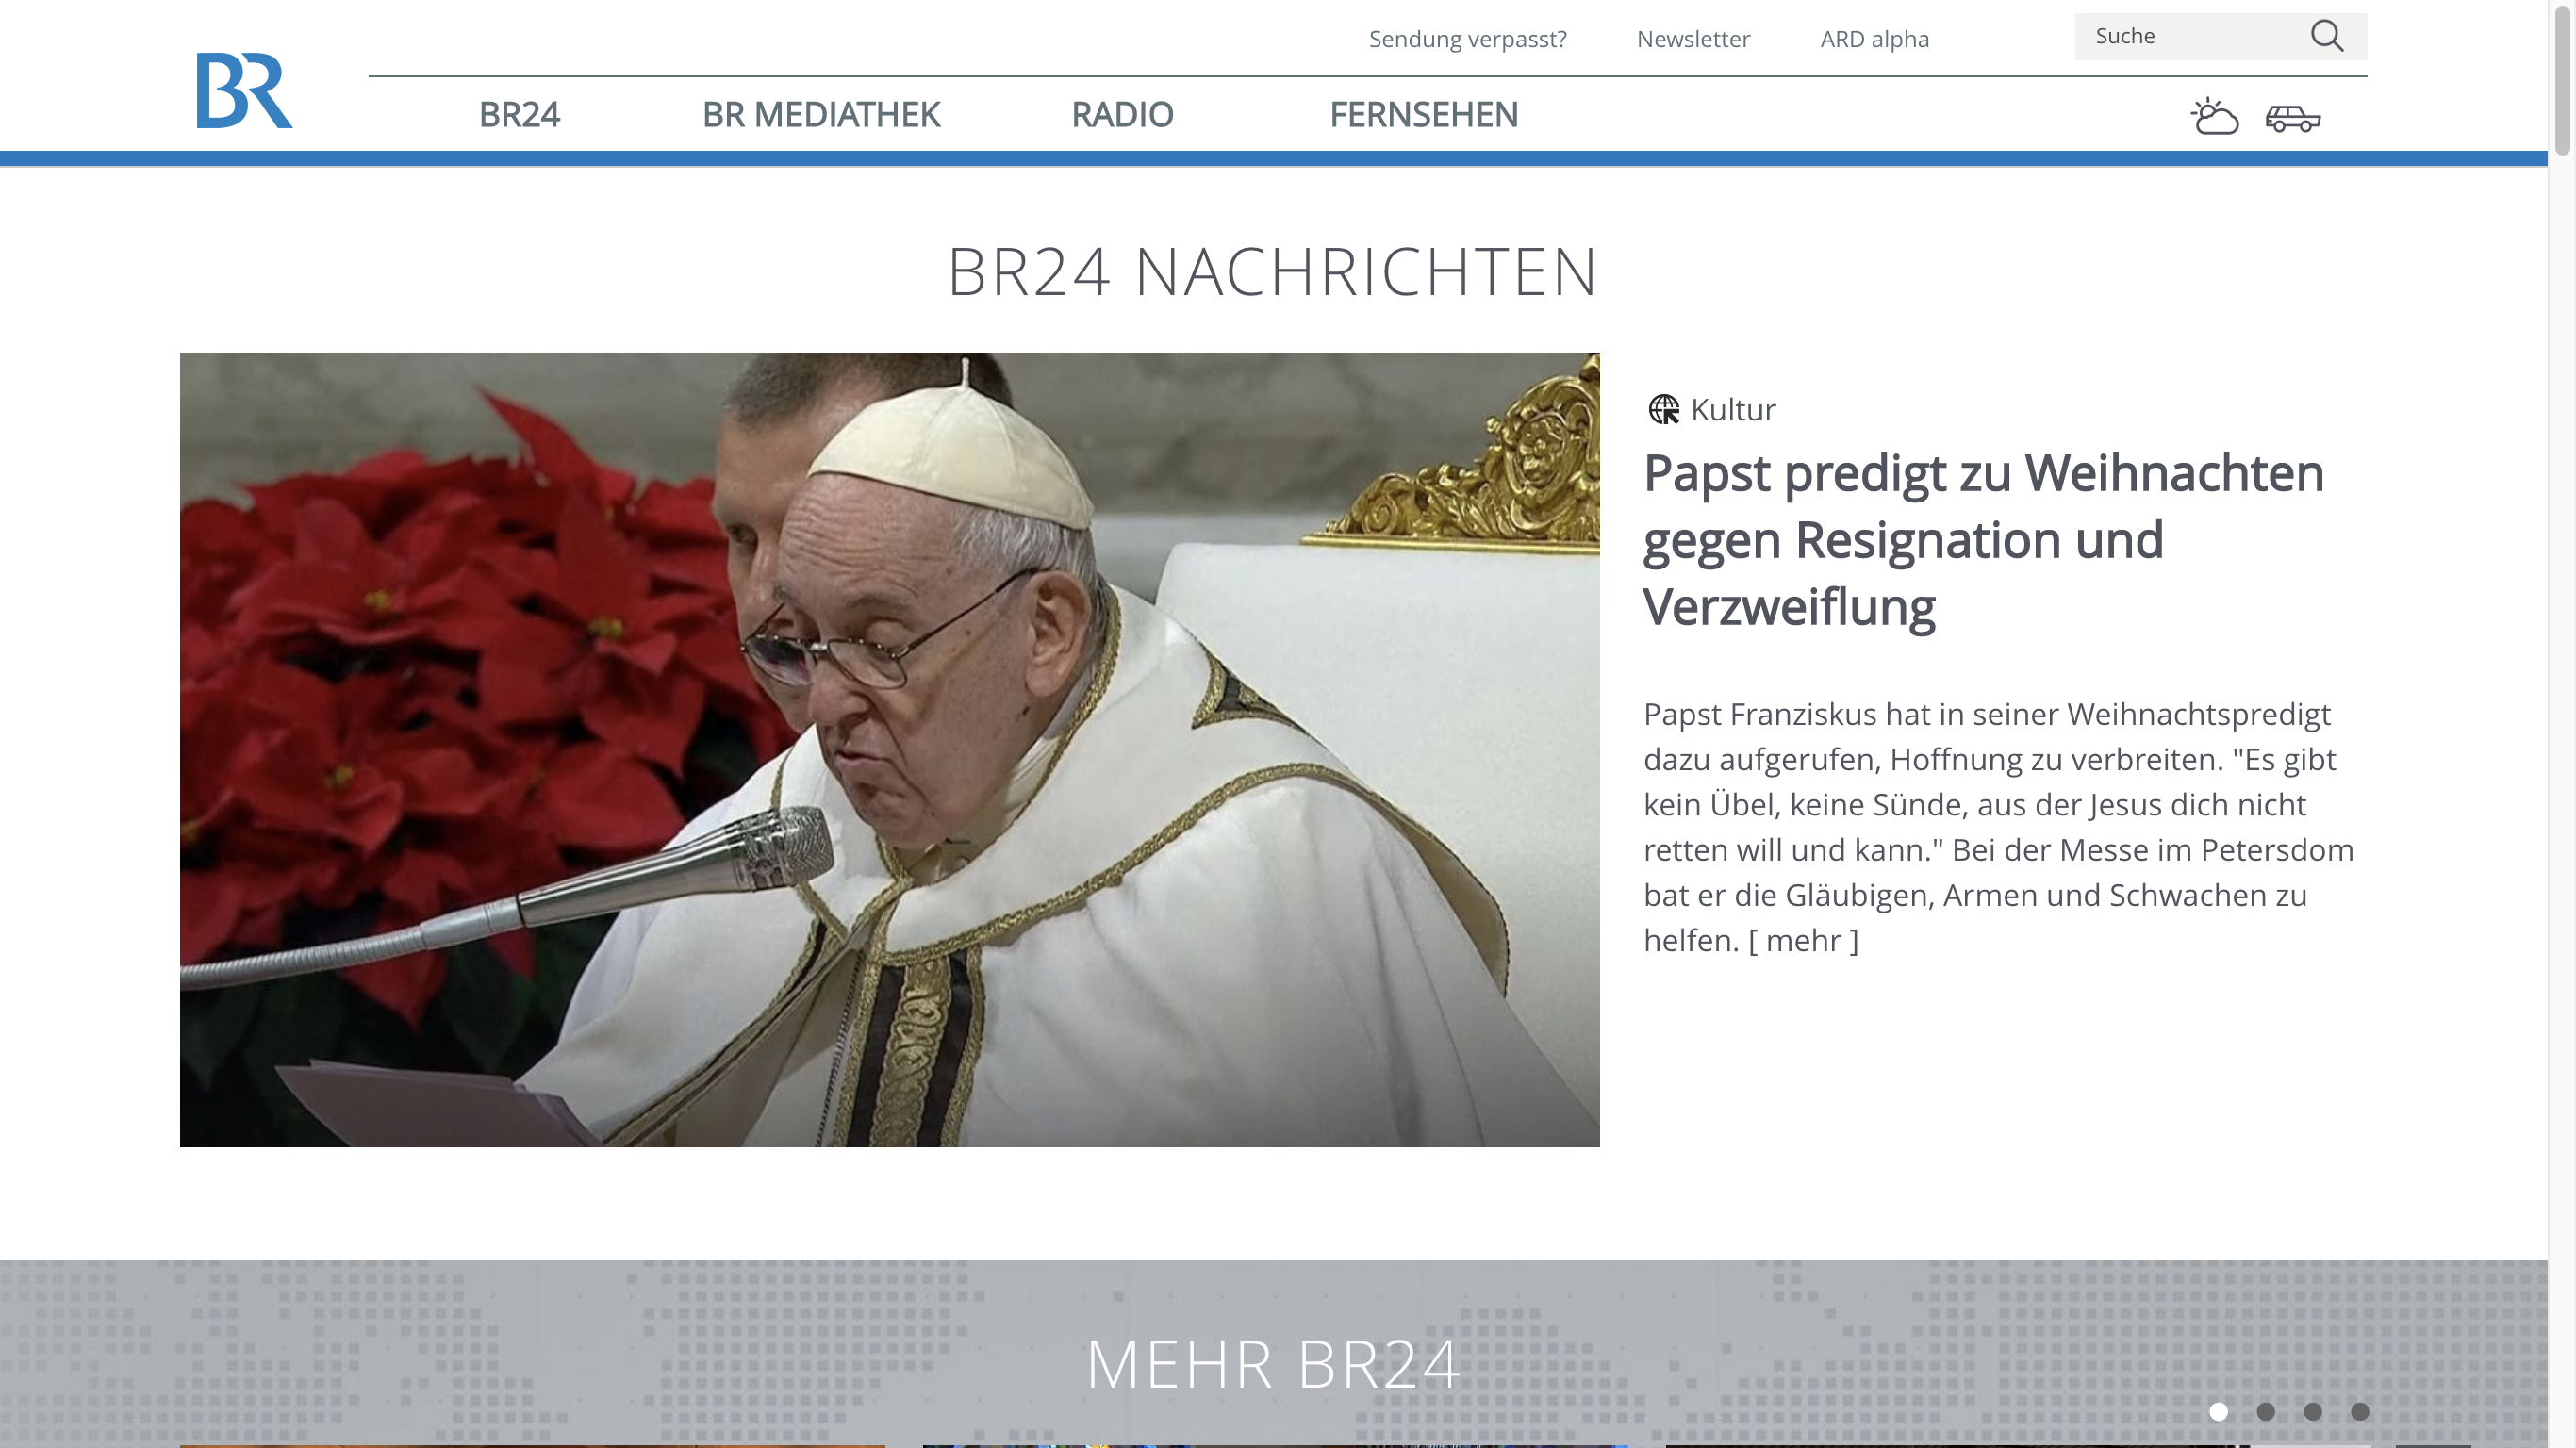 Sendung verpasst?
Newsletter
ARD alpha
Suche
BR
BR24
BR MEDIATHEK
RADIO
FERNSEHEN
BR24 NACHRICHTEN
Kultur
Papst predigt zu Weihnachten
gegen Resignation und
Verzweiflung
Papst Franziskus hat in seiner Weihnachtspredigt
dazu aufgerufen, Hoffnung zu verbreiten. "Es gibt
kein Übel, keine Sünde, aus der Jesus dich nicht
retten will und kann." Bei der Messe im Petersdom
bat er die Gläubigen, Armen und Schwachen zu
helfen. [ mehr ]
MEHR BR24